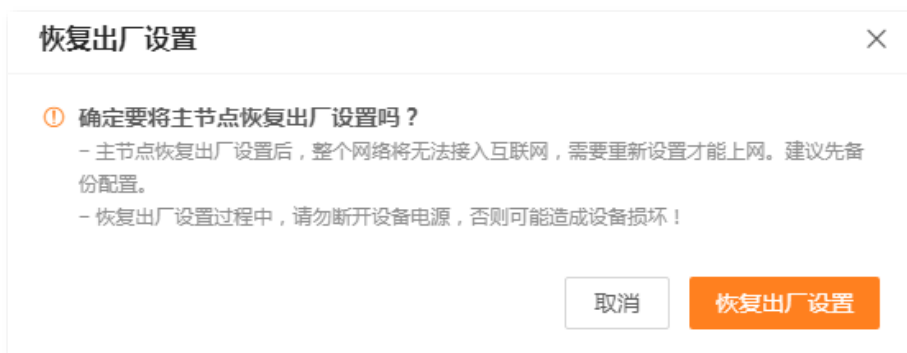 恢复出厂设置
确定要将主节点恢复出厂设置吗？
- 主节点恢复出厂设置后，整个网络将无法接入互联网，需要重新设置才能上网。建议先备
份配置。
- 恢复出厂设置过程中，请勿断开设备电源，否则可能造成设备损坏！
取消
恢复出厂设置